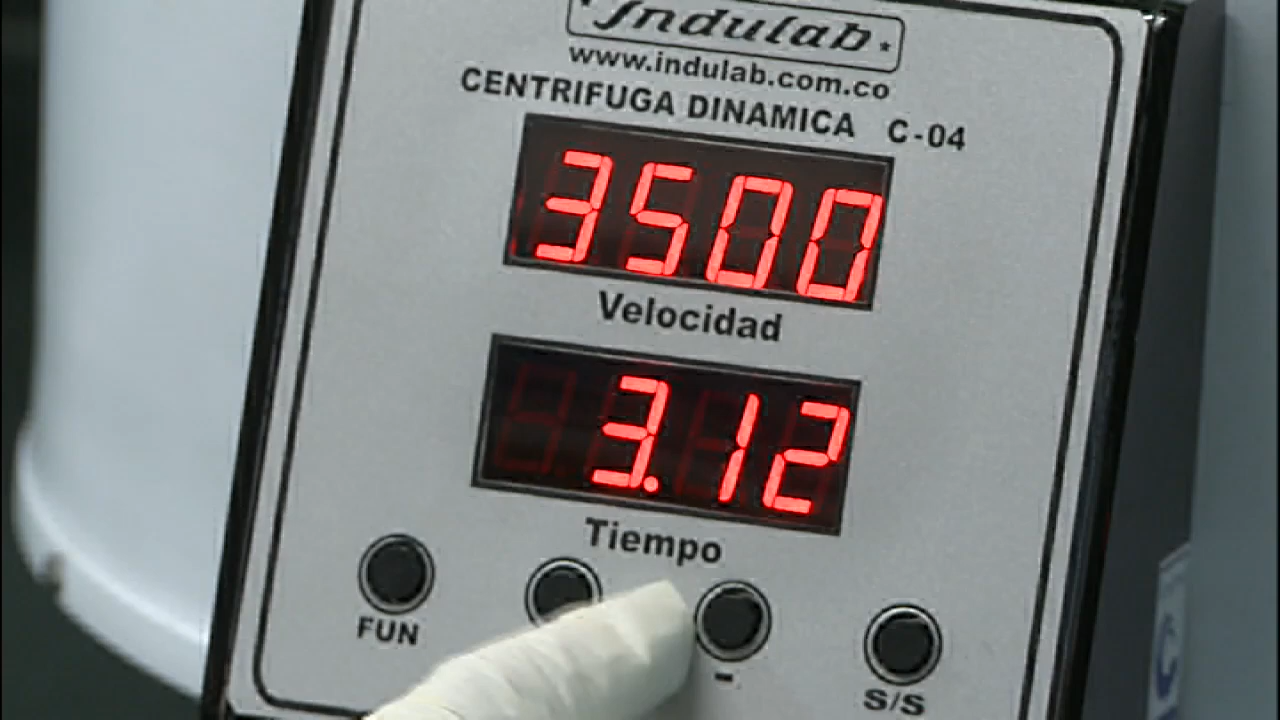 Indulab
www.indulab.com.co
CENTRIFUGA DINAMICA C-04
3500
Velocidad
3.12
Tiempo
FUN
-
S/S